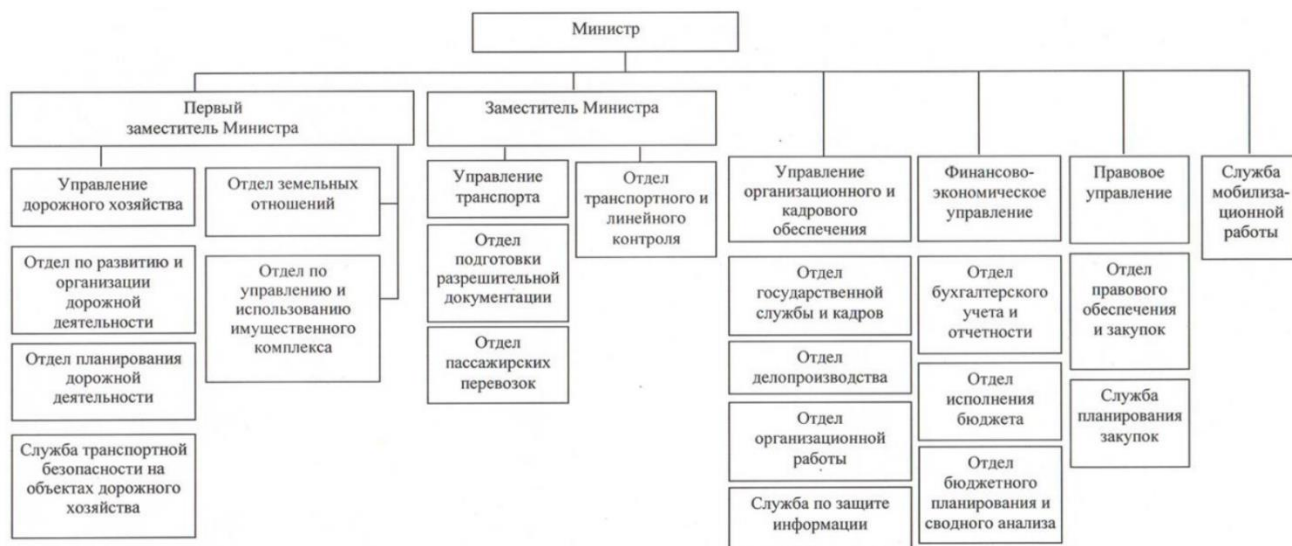 Министр
Первый
заместитель Министра
Управление
дорожного хозяйства
Отдел по развитию и
организации
дорожной
деятельности
Отдел планирования
дорожной
деятельности
Служба транспортной
безопасности на
объектах дорожного
хозяйства
Отдел земельных
отношений
Отдел по
управлению и
использованию
имущественного
комплекса
Заместитель Министра
Управление
транспорта
Отдел
подготовки
разрешительной
документации
Отдел
пассажирских
перевозок
Отдел
транспортного и
линейного
контроля
Управление
организационного и
кадрового
обеспечения
Отдел
государственной
службы и кадров
Отдел
делопроизводства
Отдел
организационной
работы
Служба по защите
информации
Финансово-
экономическое
управление
Отдел
бухгалтерского
учета и
отчетности
Отдел
исполнения
бюджета
Отдел
бюджетного
планирования и
сводного анализа
Правовое
управление
Отдел
правового
обеспечения
и закупок
Служба
планирования
закупок
Служба
мобилиза-
ционной
работы